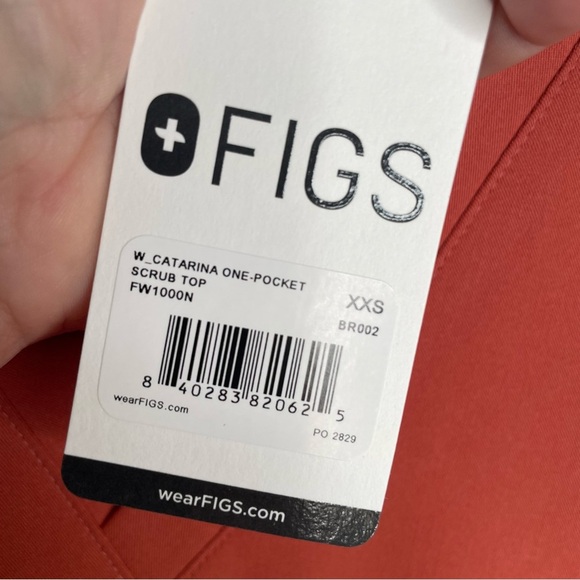 FIGS
W_CATARINA ONE-POCKET
SCRUB TOP
FW1000N
XXS
BR002
8 40283 82062 5
wearFIGS.com
PO 2829
wearFIGS.com